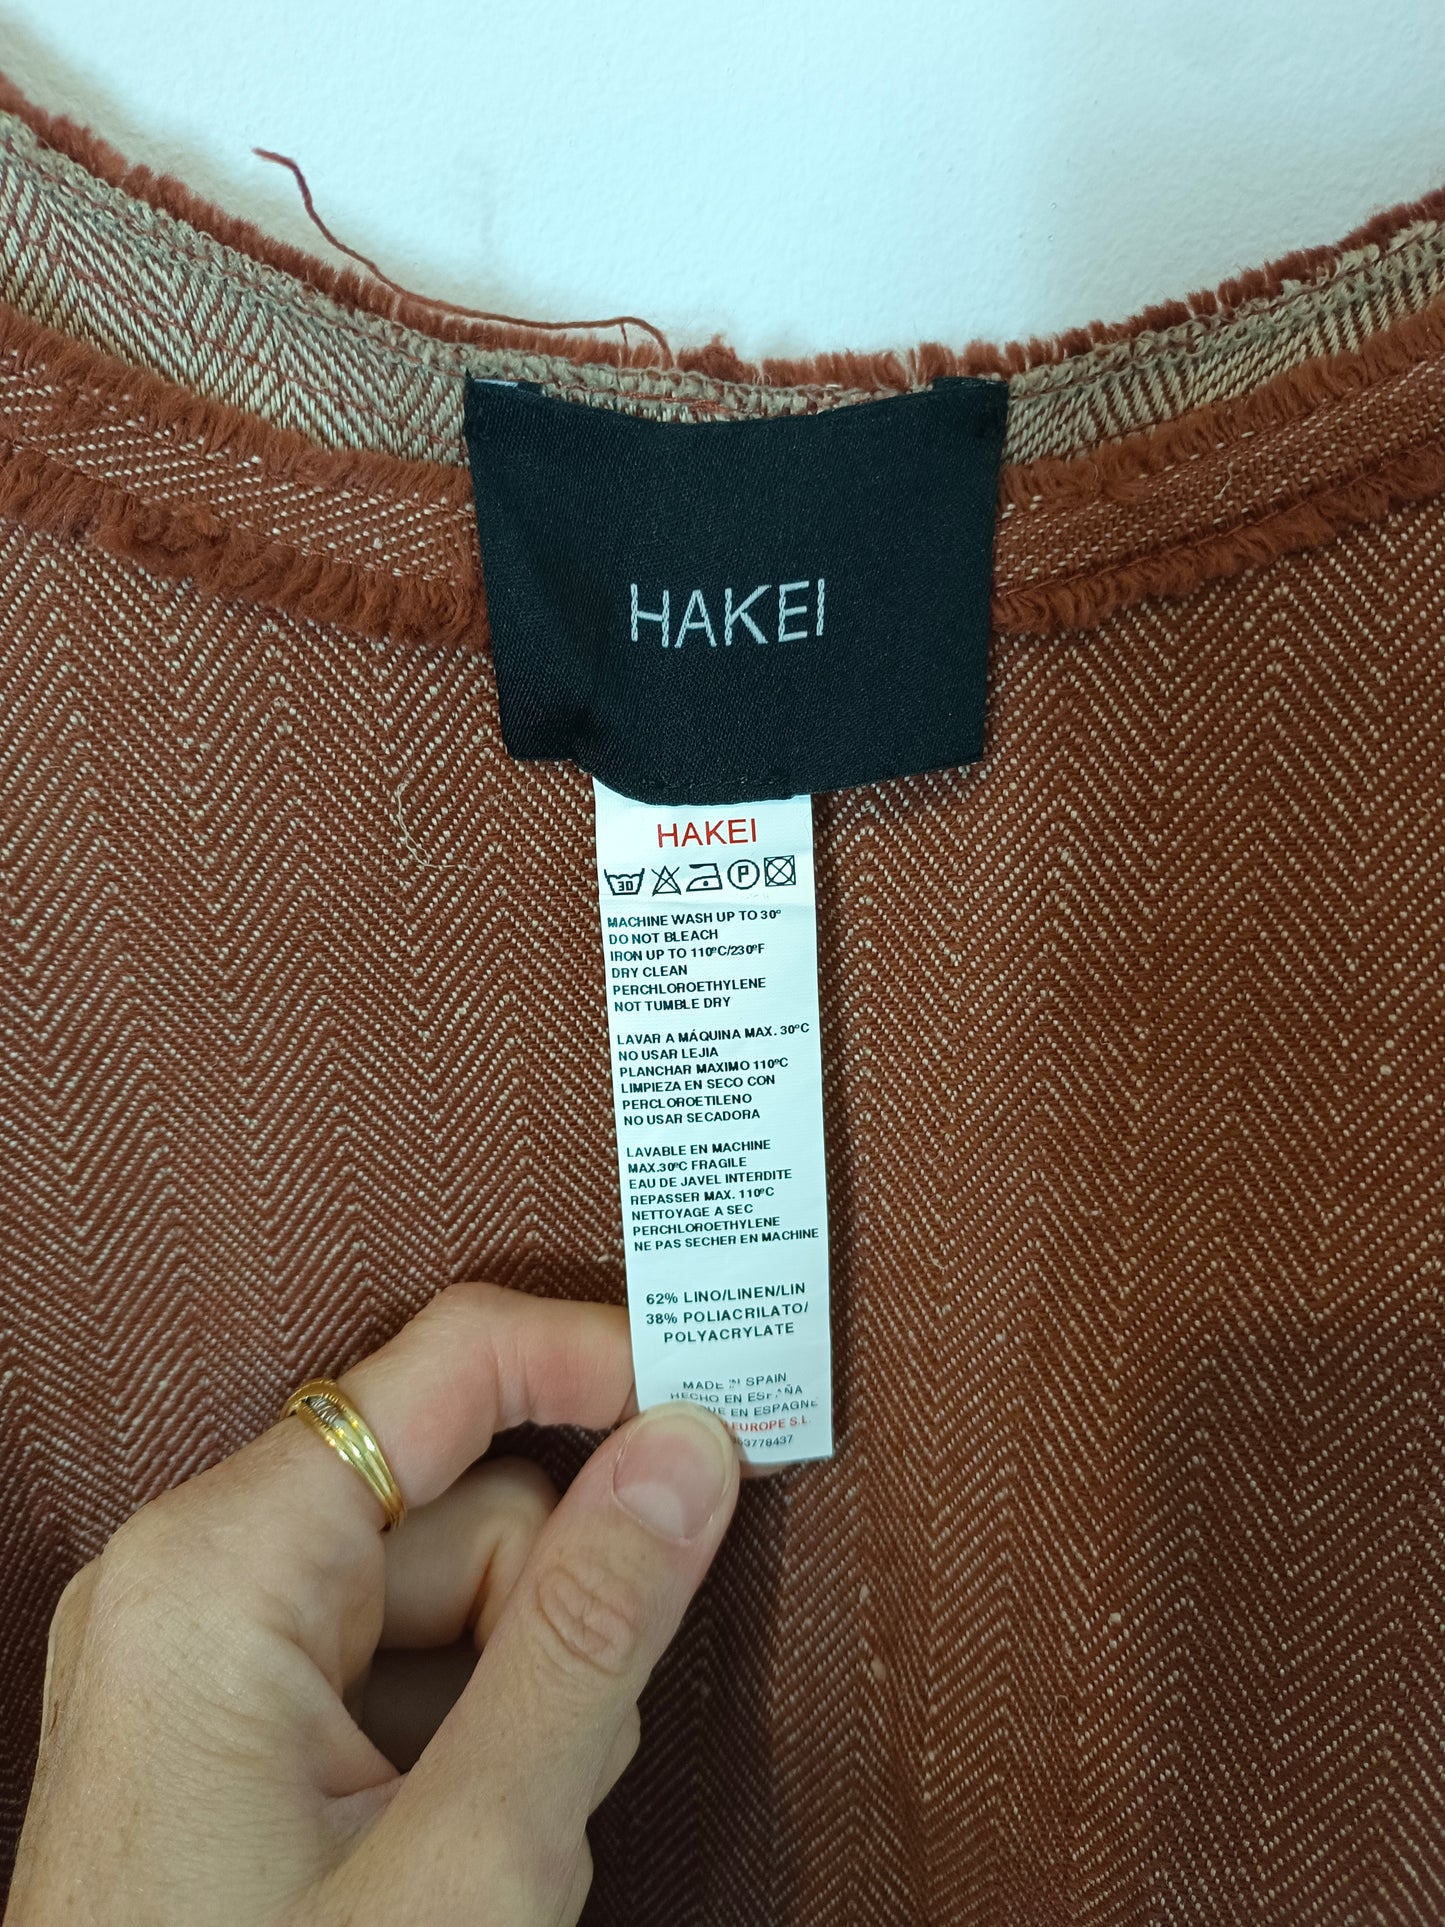 HAKEI
HAKEI
30 P
MACHINE WASH UP TO 30º
DO NOT BLEACH
IRON UP TO 110ºC/230ºF
DRY CLEAN
PERCHLOROETHYLENE
NOT TUMBLE DRY
LAVAR A MÁQUINA MAX. 30ºC
NO USAR LEJIA
PLANCHAR MAXIMO 110ºC
LIMPIEZA EN SECO CON
PERCLOROETILENO
NO USAR SECADORA
LAVABLE EN MACHINE
MAX.30ºC FRAGILE
EAU DE JAVEL INTERDITE
REPASSER MAX. 110ºC
NETTOYAGE A SEC
PERCHLOROETHYLENE
NE PAS SECHER EN MACHINE
62% LINO/LINEN/LIN
38% POLIACRILATO/
POLYACRYLATE
MADE IN SPAIN
HECHO EN ESPAÑA
EN ESPAGNE
EUROPE S.L.